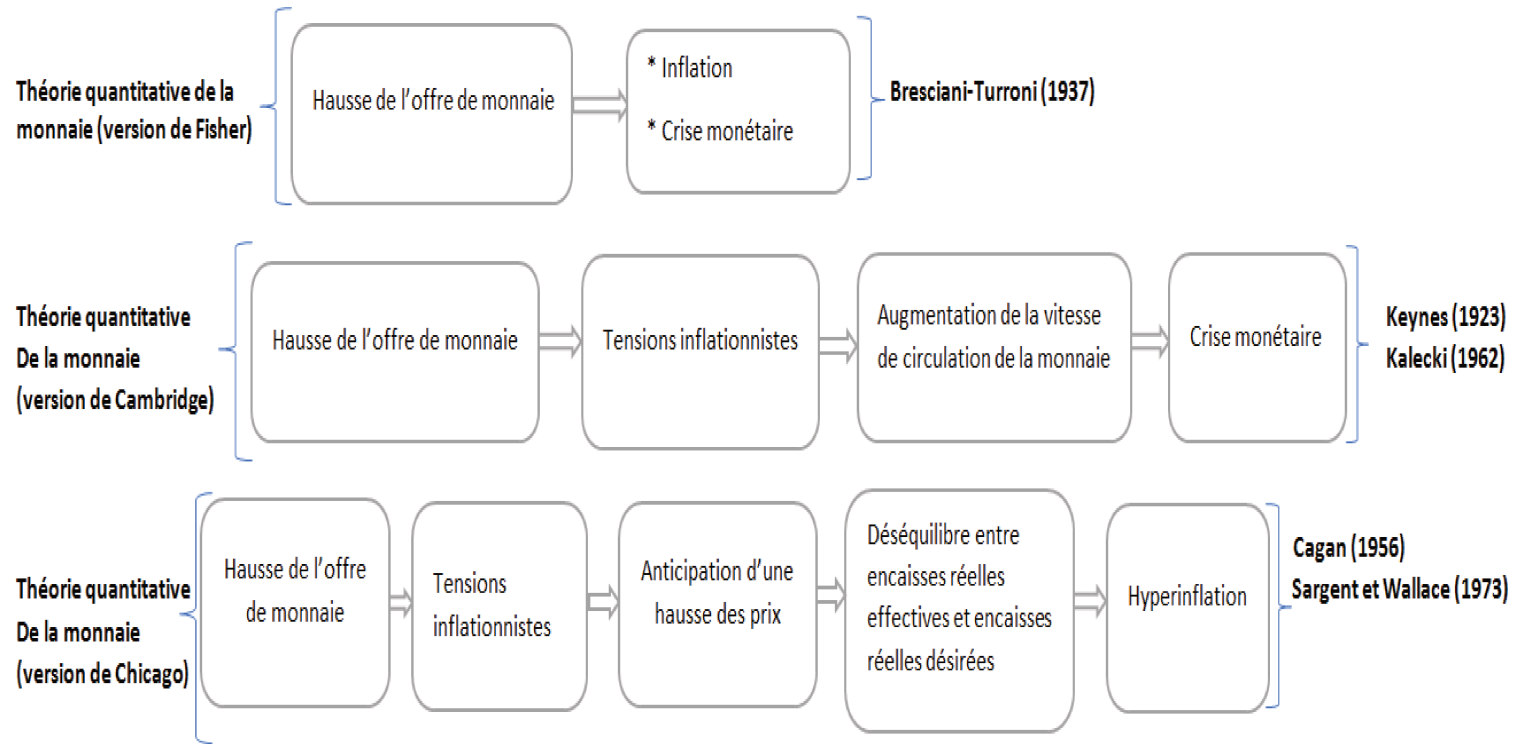 Théorie quantitative de la
monnaie (version de Fisher)
Hausse de l'offre de monnaie
* Inflation
* Crise monétaire
Bresciani-Turroni (1937)
Théorie quantitative
De la monnaie
(version de Cambridge)
Hausse de l'offre de monnaie
Tensions inflationnistes
Augmentation de la vitesse
de circulation de la monnaie
Crise monétaire
Keynes (1923)
Kalecki (1962)
Théorie quantitative
De la monnaie
(version de Chicago)
Hausse de l'offre
de monnaie
Tensions
inflationnistes
Anticipation d'une
hausse des prix
Déséquilibre entre
encaisses réelles
effectives et encaisses
réelles désirées
Hyperinflation
Cagan (1956)
Sargent et Wallace (1973)